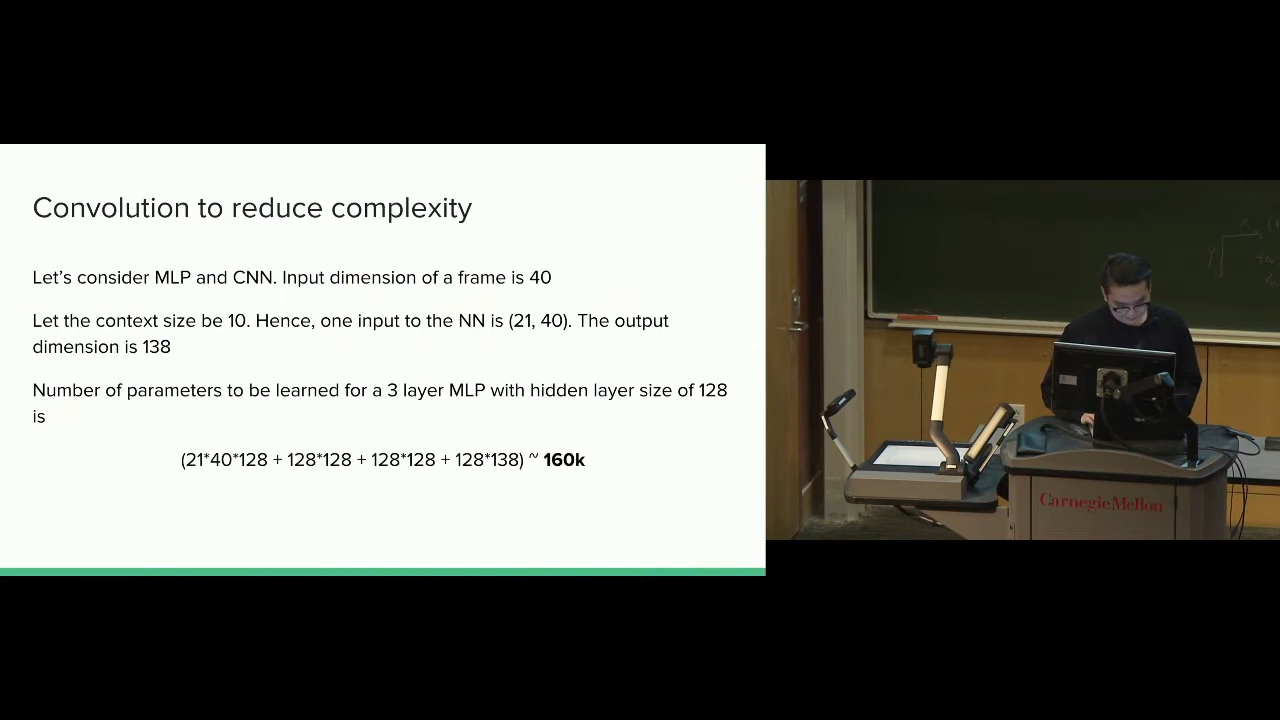 Convolution to reduce complexity
Let's consider MLP and CNN. Input dimension of a frame is 40
Let the context size be 10. Hence, one input to the NN is (21, 40). The output
dimension is 138
Number of parameters to be learned for a 3 layer MLP with hidden layer size of 128
is
(21*40*128 + 128*128 + 128*128 + 128*138) ~ 160k
Carnegie Mellon